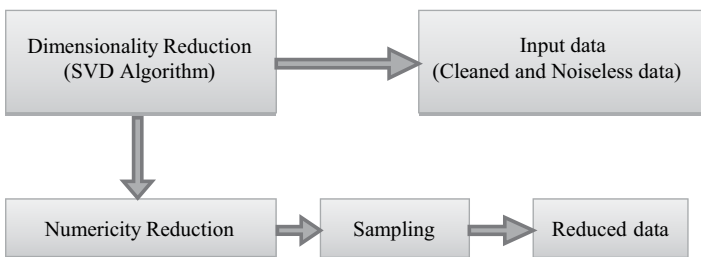 Dimensionality Reduction
(SVD Algorithm)
Input data
(Cleaned and Noiseless data)
Numericity Reduction
Sampling
Reduced data